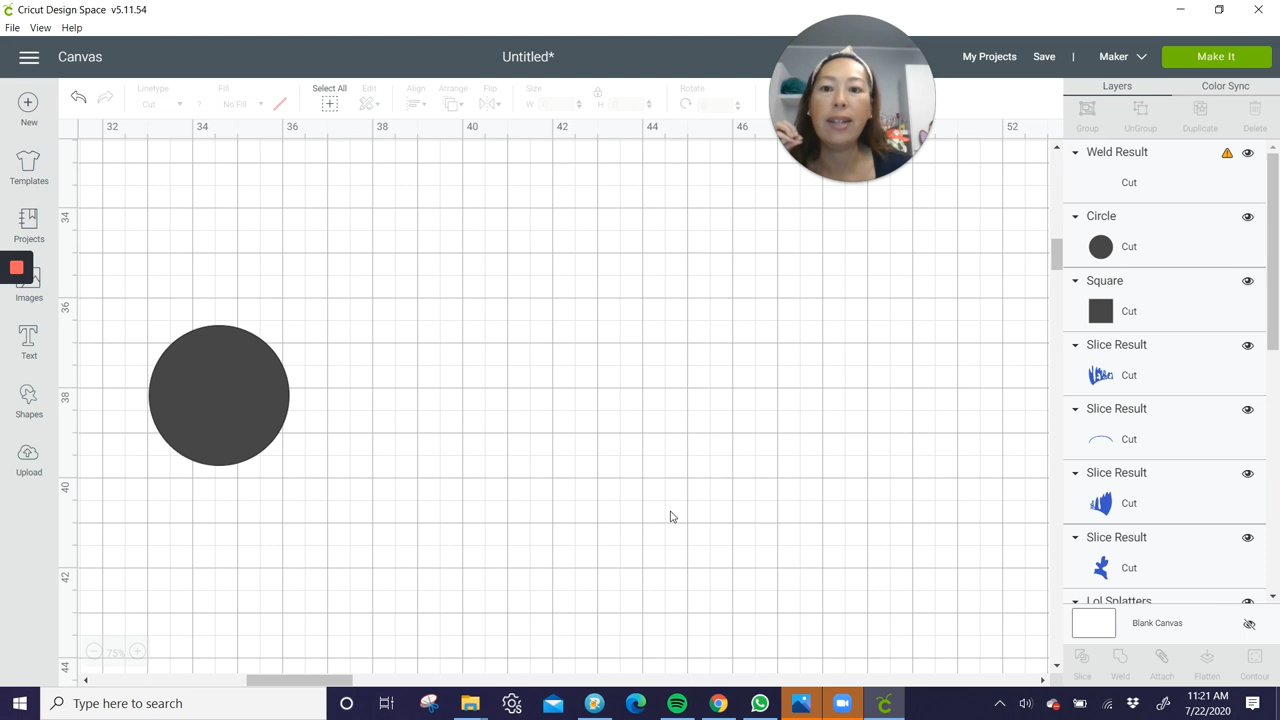 Cricut Design Space v5.11.54
File View Help
Canvas
Untitled*
My Projects Save | Maker Make It
Linetype Fill Select All Edit Align Arrange Flip Size Rotate
Cut ? No Fill W H
Layers Color Sync
Group UnGroup Duplicate Delete
32 34 36 38 40 42 44 46 52
34
36
38
40
42
44
New
Templates
Projects
Images
Text
Shapes
Upload
Weld Result
Cut
Circle
Cut
Square
Cut
Slice Result
Cut
Slice Result
Cut
Slice Result
Cut
Slice Result
Cut
Lol Splatters
Blank Canvas
Slice Weld Attach Flatten Contour
75%
Type here to search
11:21 AM
7/22/2020